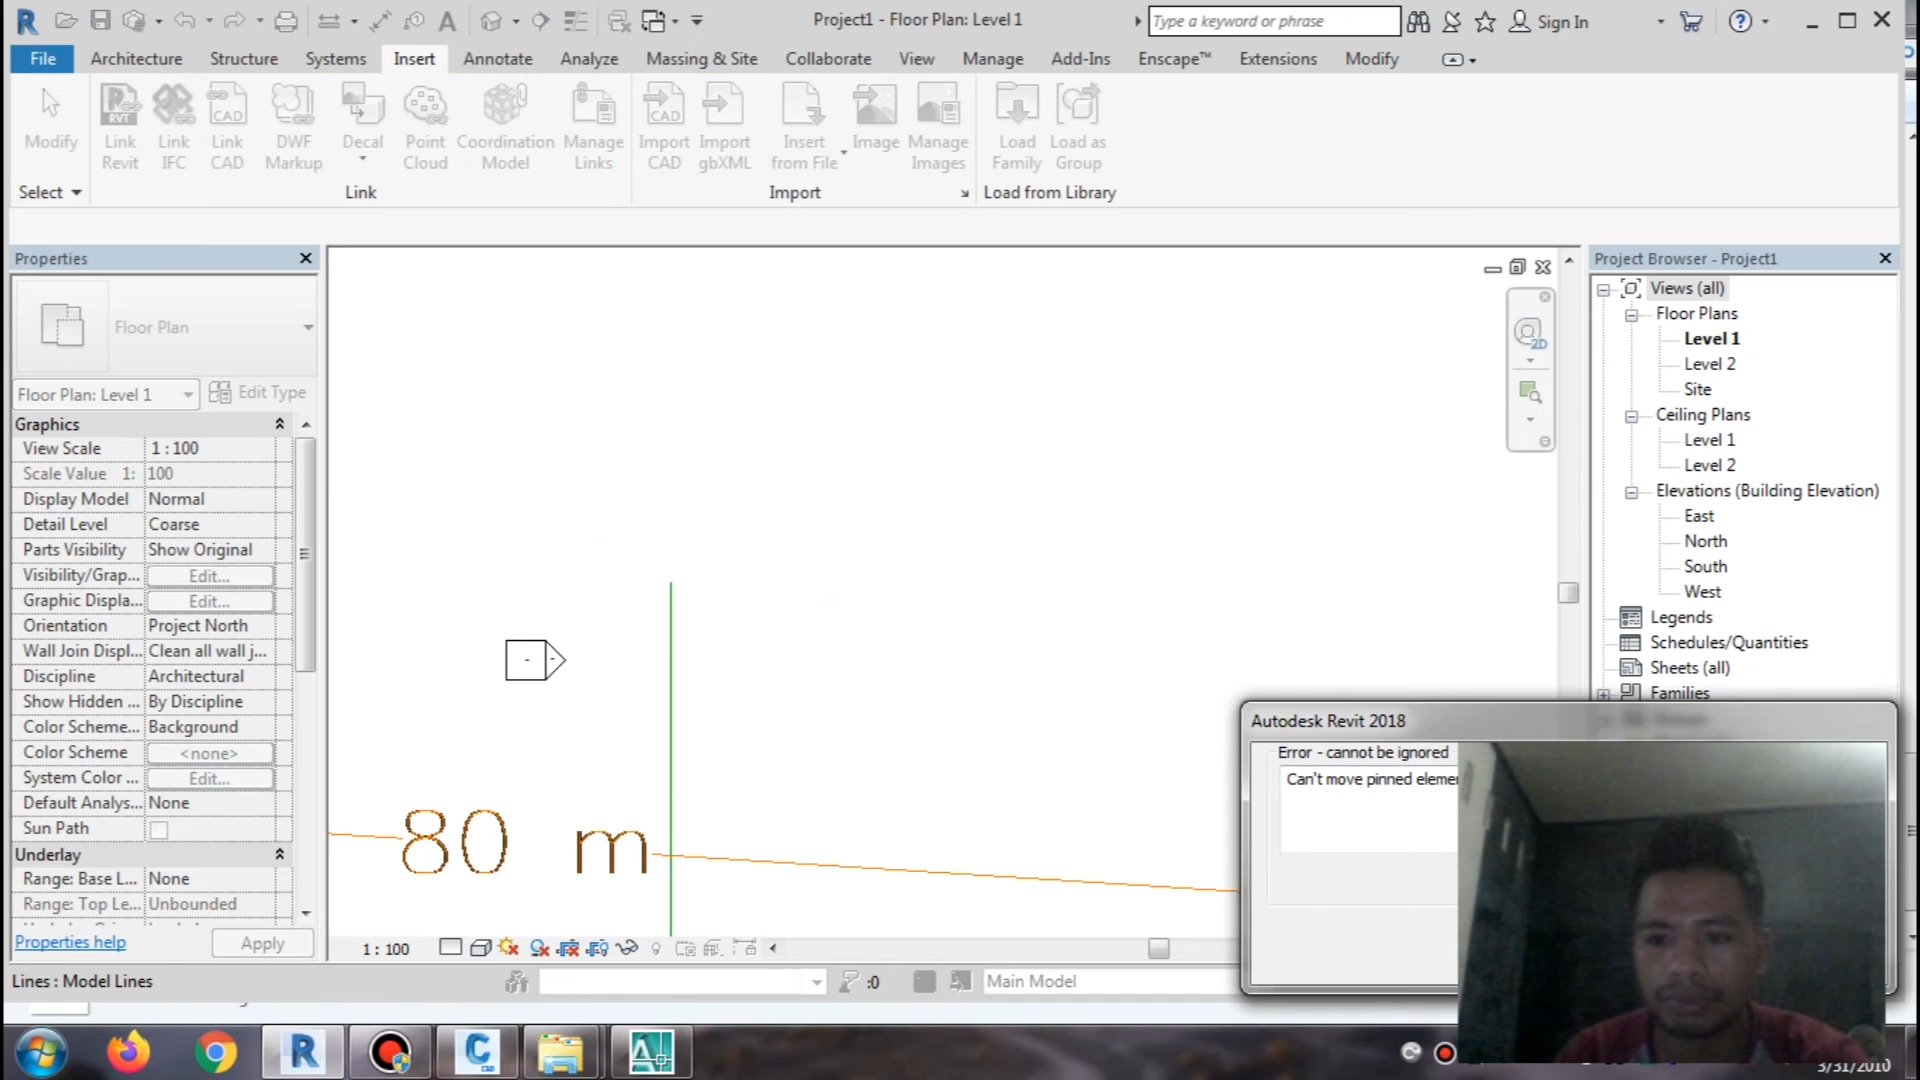 Project1 - Floor Plan: Level 1
Type a keyword or phrase
Sign In
File Architecture Structure Systems Insert Annotate Analyze Massing & Site Collaborate View Manage Add-Ins Enscape™ Extensions Modify
Modify
Link Revit
Link IFC
Link CAD
DWF Markup
Decal
Point Cloud
Coordination Model
Manage Links
Import CAD
Import gbXML
Insert from File
Image
Manage Images
Load Family
Load as Group
Select
Link
Import
Load from Library
Properties
Floor Plan
Floor Plan: Level 1
Edit Type
Graphics
View Scale 1 : 100
Scale Value 1: 100
Display Model Normal
Detail Level Coarse
Parts Visibility Show Original
Visibility/Grap... Edit...
Graphic Displa... Edit...
Orientation Project North
Wall Join Displ... Clean all wall j...
Discipline Architectural
Show Hidden ... By Discipline
Color Scheme... Background
Color Scheme <none>
System Color ... Edit...
Default Analys... None
Sun Path
Underlay
Range: Base L... None
Range: Top Le... Unbounded
Properties help
Apply
2D
80 m
1 : 100
Project Browser - Project1
Views (all)
Floor Plans
Level 1
Level 2
Site
Ceiling Plans
Level 1
Level 2
Elevations (Building Elevation)
East
North
South
West
Legends
Schedules/Quantities
Sheets (all)
Families
Autodesk Revit 2018
Error - cannot be ignored
Can't move pinned eleme
Lines : Model Lines
:0
Main Model
3/31/2010